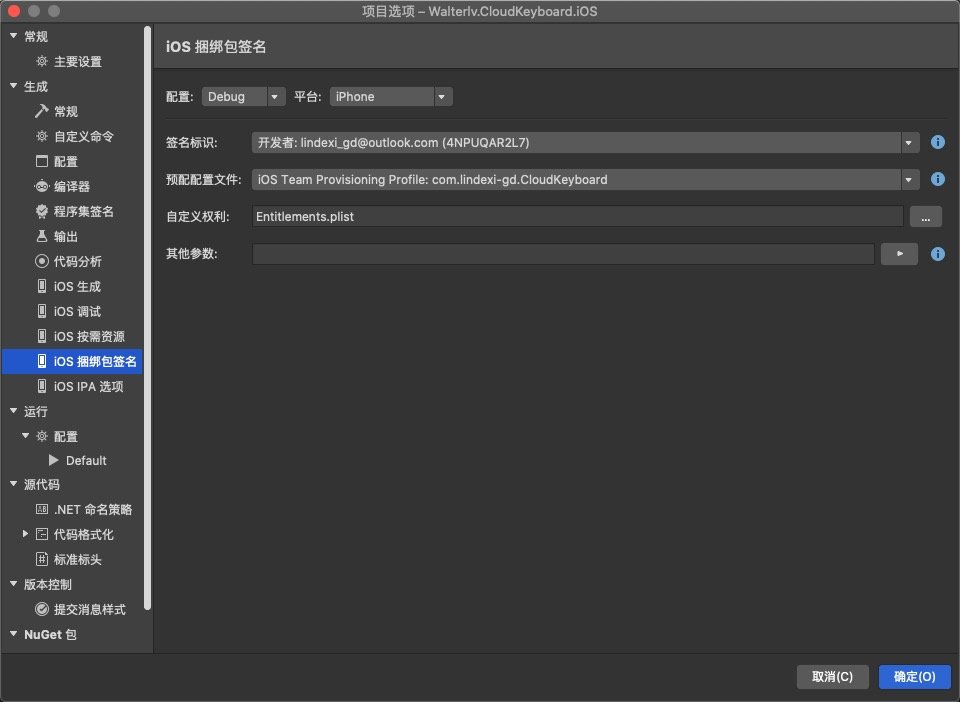 项目选项 – Walterlv.CloudKeyboard.iOS
常规
主要设置
生成
常规
自定义命令
配置
编译器
程序集签名
输出
代码分析
iOS 生成
iOS 调试
iOS 按需资源
iOS 捆绑包签名
iOS IPA 选项
运行
配置
Default
源代码
.NET 命名策略
代码格式化
标准标头
版本控制
提交消息样式
NuGet 包
iOS 捆绑包签名
配置: Debug 平台: iPhone
签名标识: 开发者: lindexi_gd@outlook.com (4NPUQAR2L7)
预配配置文件: iOS Team Provisioning Profile: com.lindexi-gd.CloudKeyboard
自定义权利: Entitlements.plist ...
其他参数:
取消(C) 确定(O)